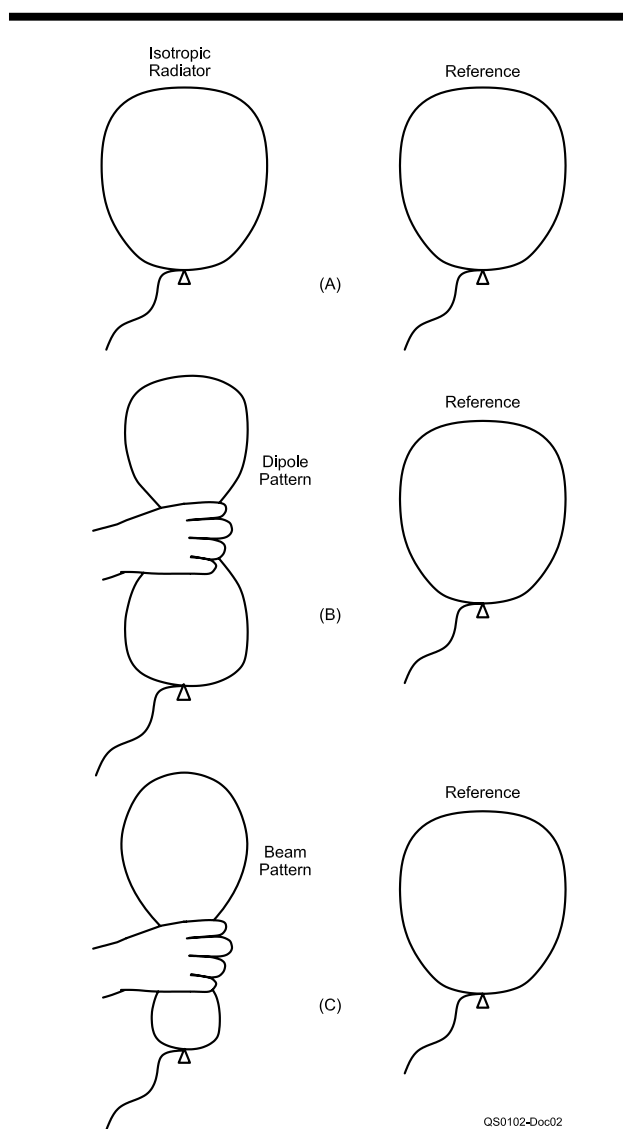 Isotropic
Radiator
Reference
(A)
Reference
Dipole
Pattern
(B)
Reference
Beam
Pattern
(C)
QS0102-Doc02